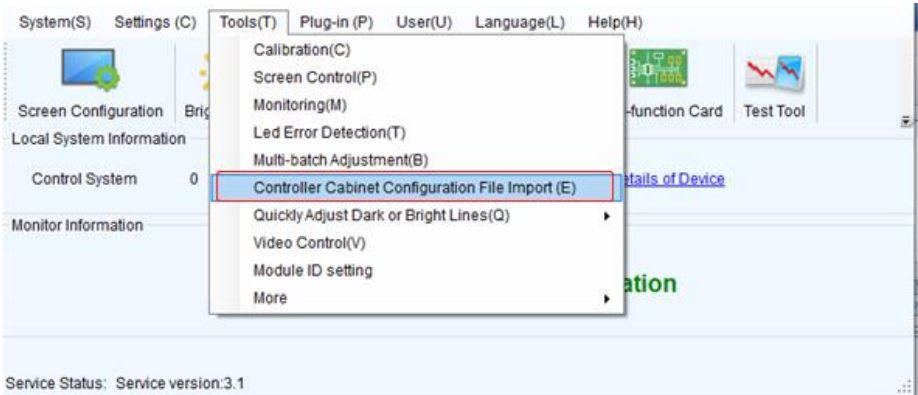 System(S) Settings (C) Tools(T) Plug-in (P) User(U) Language(L) Help(H)
Calibration(C)
Screen Control(P)
Monitoring(M)
Led Error Detection(T)
Multi-batch Adjustment(B)
Controller Cabinet Configuration File Import (E)
Quickly Adjust Dark or Bright Lines(Q)
Video Control(V)
Module ID setting
More
Screen Configuration Brig -function Card Test Tool
Local System Information
Control System 0 etails of Device
Monitor Information
ation
Service Status: Service version:3.1